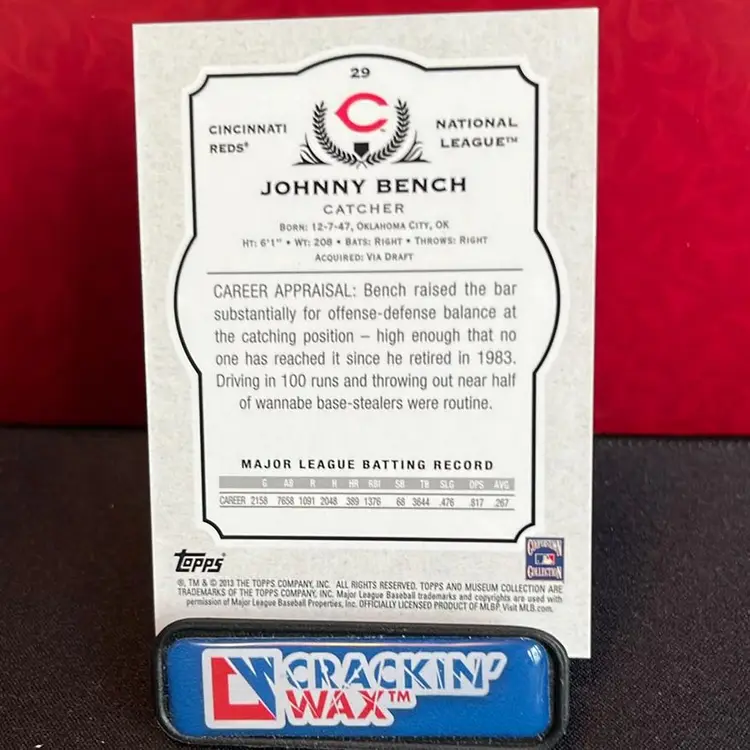 29
CINCINNATI
REDS®
NATIONAL
LEAGUE™
JOHNNY BENCH
CATCHER
BORN: 12-7-47, OKLAHOMA CITY, OK
HT: 6'1" • WT: 208 • BATS: RIGHT • THROWS: RIGHT
ACQUIRED: VIA DRAFT
CAREER APPRAISAL: Bench raised the bar
substantially for offense-defense balance at
the catching position – high enough that no
one has reached it since he retired in 1983.
Driving in 100 runs and throwing out near half
of wannabe base-stealers were routine.
MAJOR LEAGUE BATTING RECORD
G AB R H HR RBI SB TB SLG OPS AVG
CAREER 2158 7658 1091 2048 389 1376 68 3644 .476 .817 .267
Topps®
COOPERSTOWN
COLLECTION
®, TM & © 2013 THE TOPPS COMPANY, INC. ALL RIGHTS RESERVED. TOPPS AND MUSEUM COLLECTION ARE
TRADEMARKS OF THE TOPPS COMPANY, INC. Major League Baseball trademarks and copyrights are used with
permission of Major League Baseball Properties, Inc. OFFICIALLY LICENSED PRODUCT OF MLBP. Visit MLB.com.
CW CRACKIN'
WAX™